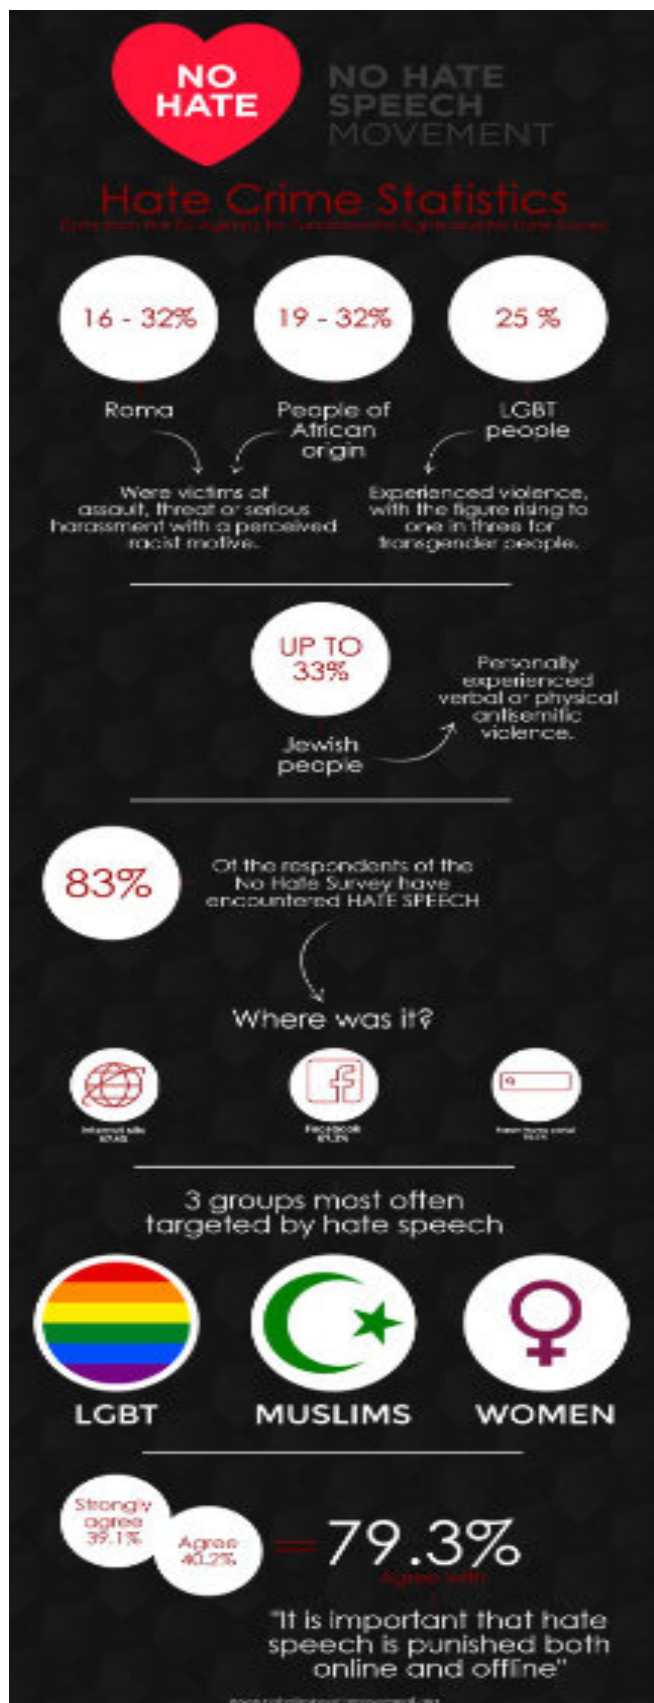 NO
HATE
NO HATE
SPEECH
MOVEMENT
Hate Crime Statistics
16 - 32%
19 - 32%
25 %
Roma
People of
African
origin
LGBT
people
Were victims of
assault, threat or serious
harassment with a perceived
racist motive.
Experienced violence,
with the figure rising to
one in three for
transgender people.
UP TO
33%
Jewish
people
Personally
experienced
verbal or physical
antisemitic
violence.
83%
Of the respondents of the
No Hate Survey have
encountered HATE SPEECH
Where was it?
Facebook
3 groups most often
targeted by hate speech
LGBT
MUSLIMS
WOMEN
Strongly
agree
39.1%
Agree
40.2%
= 79.3%
Agree with
"It is important that hate
speech is punished both
online and offline"